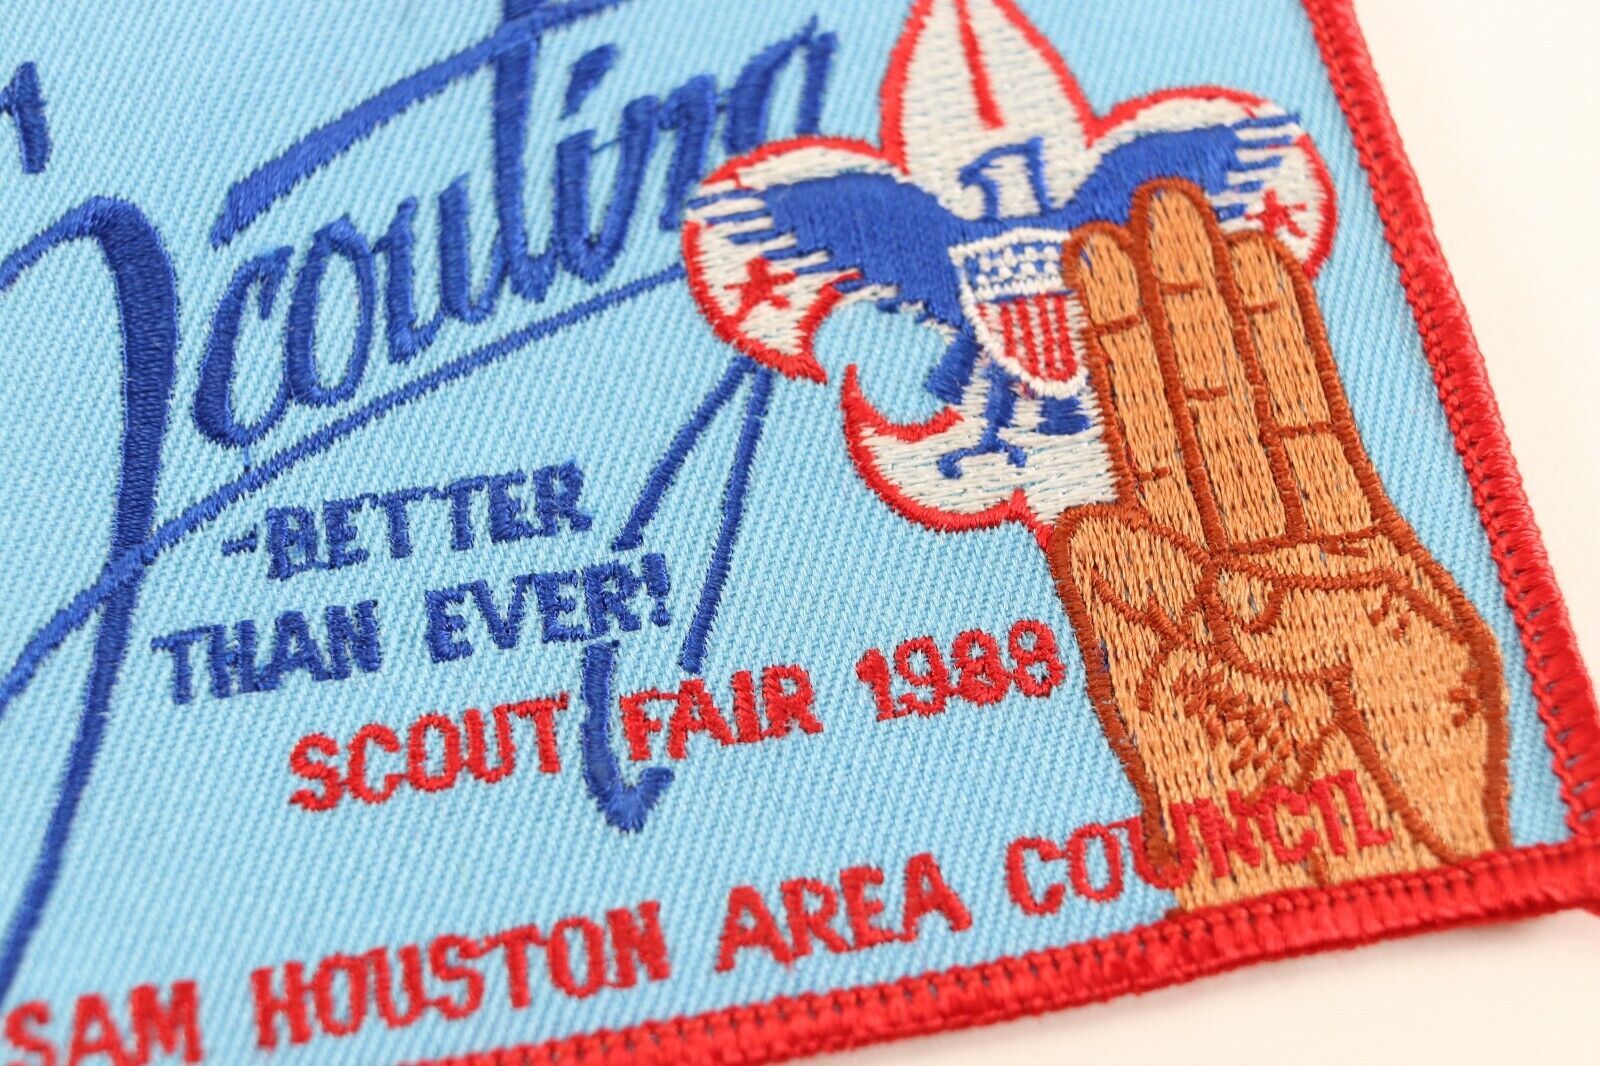 Scouting
-BETTER
THAN EVER!
SCOUT FAIR 1988
SAM HOUSTON AREA COUNCIL